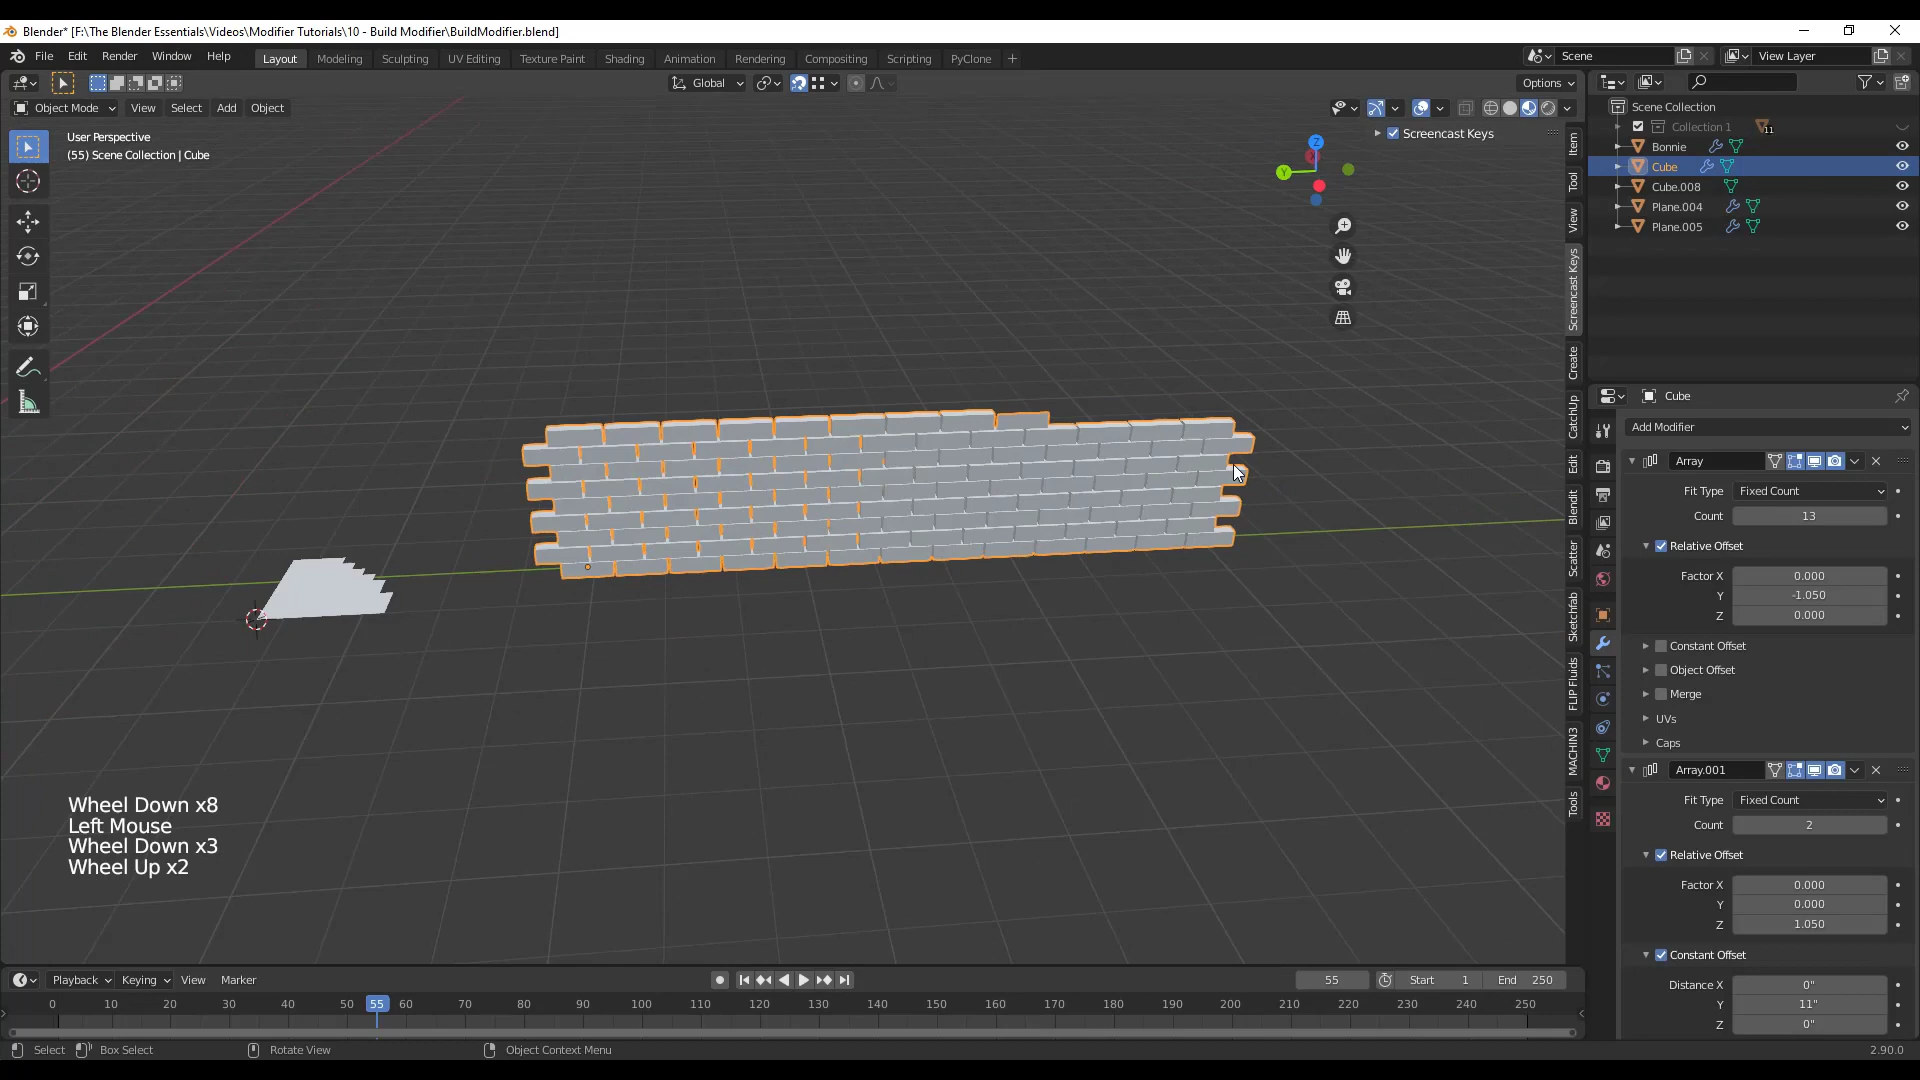 Blender* [F:\The Blender Essentials\Videos\Modifier Tutorials\10 - Build Modifier\BuildModifier.blend]
File Edit Render Window Help Layout Modeling Sculpting UV Editing Texture Paint Shading Animation Rendering Compositing Scripting PyClone + Scene View Layer
Global Options
Object Mode View Select Add Object
User Perspective
(55) Scene Collection | Cube
Screencast Keys
Z
Y
Item
Tool
View
Screencast Keys
Create
CatchUp
Edit
Blendit
Scatter
Sketchfab
FLIP Fluids
MACHIN3
Tools
Scene Collection
Collection 1 11
Bonnie
Cube
Cube.008
Plane.004
Plane.005
Cube
Add Modifier
Array
Fit Type Fixed Count
Count 13
Relative Offset
Factor X 0.000
Y -1.050
Z 0.000
Constant Offset
Object Offset
Merge
UVs
Caps
Array.001
Fit Type Fixed Count
Count 2
Relative Offset
Factor X 0.000
Y 0.000
Z 1.050
Constant Offset
Distance X 0"
Y 11"
Z 0"
Wheel Down x8
Left Mouse
Wheel Down x3
Wheel Up x2
Playback Keying View Marker 55 Start 1 End 250
0 10 20 30 40 50 55 60 70 80 90 100 110 120 130 140 150 160 170 180 190 200 210 220 230 240 250
Select Box Select Rotate View Object Context Menu 2.90.0